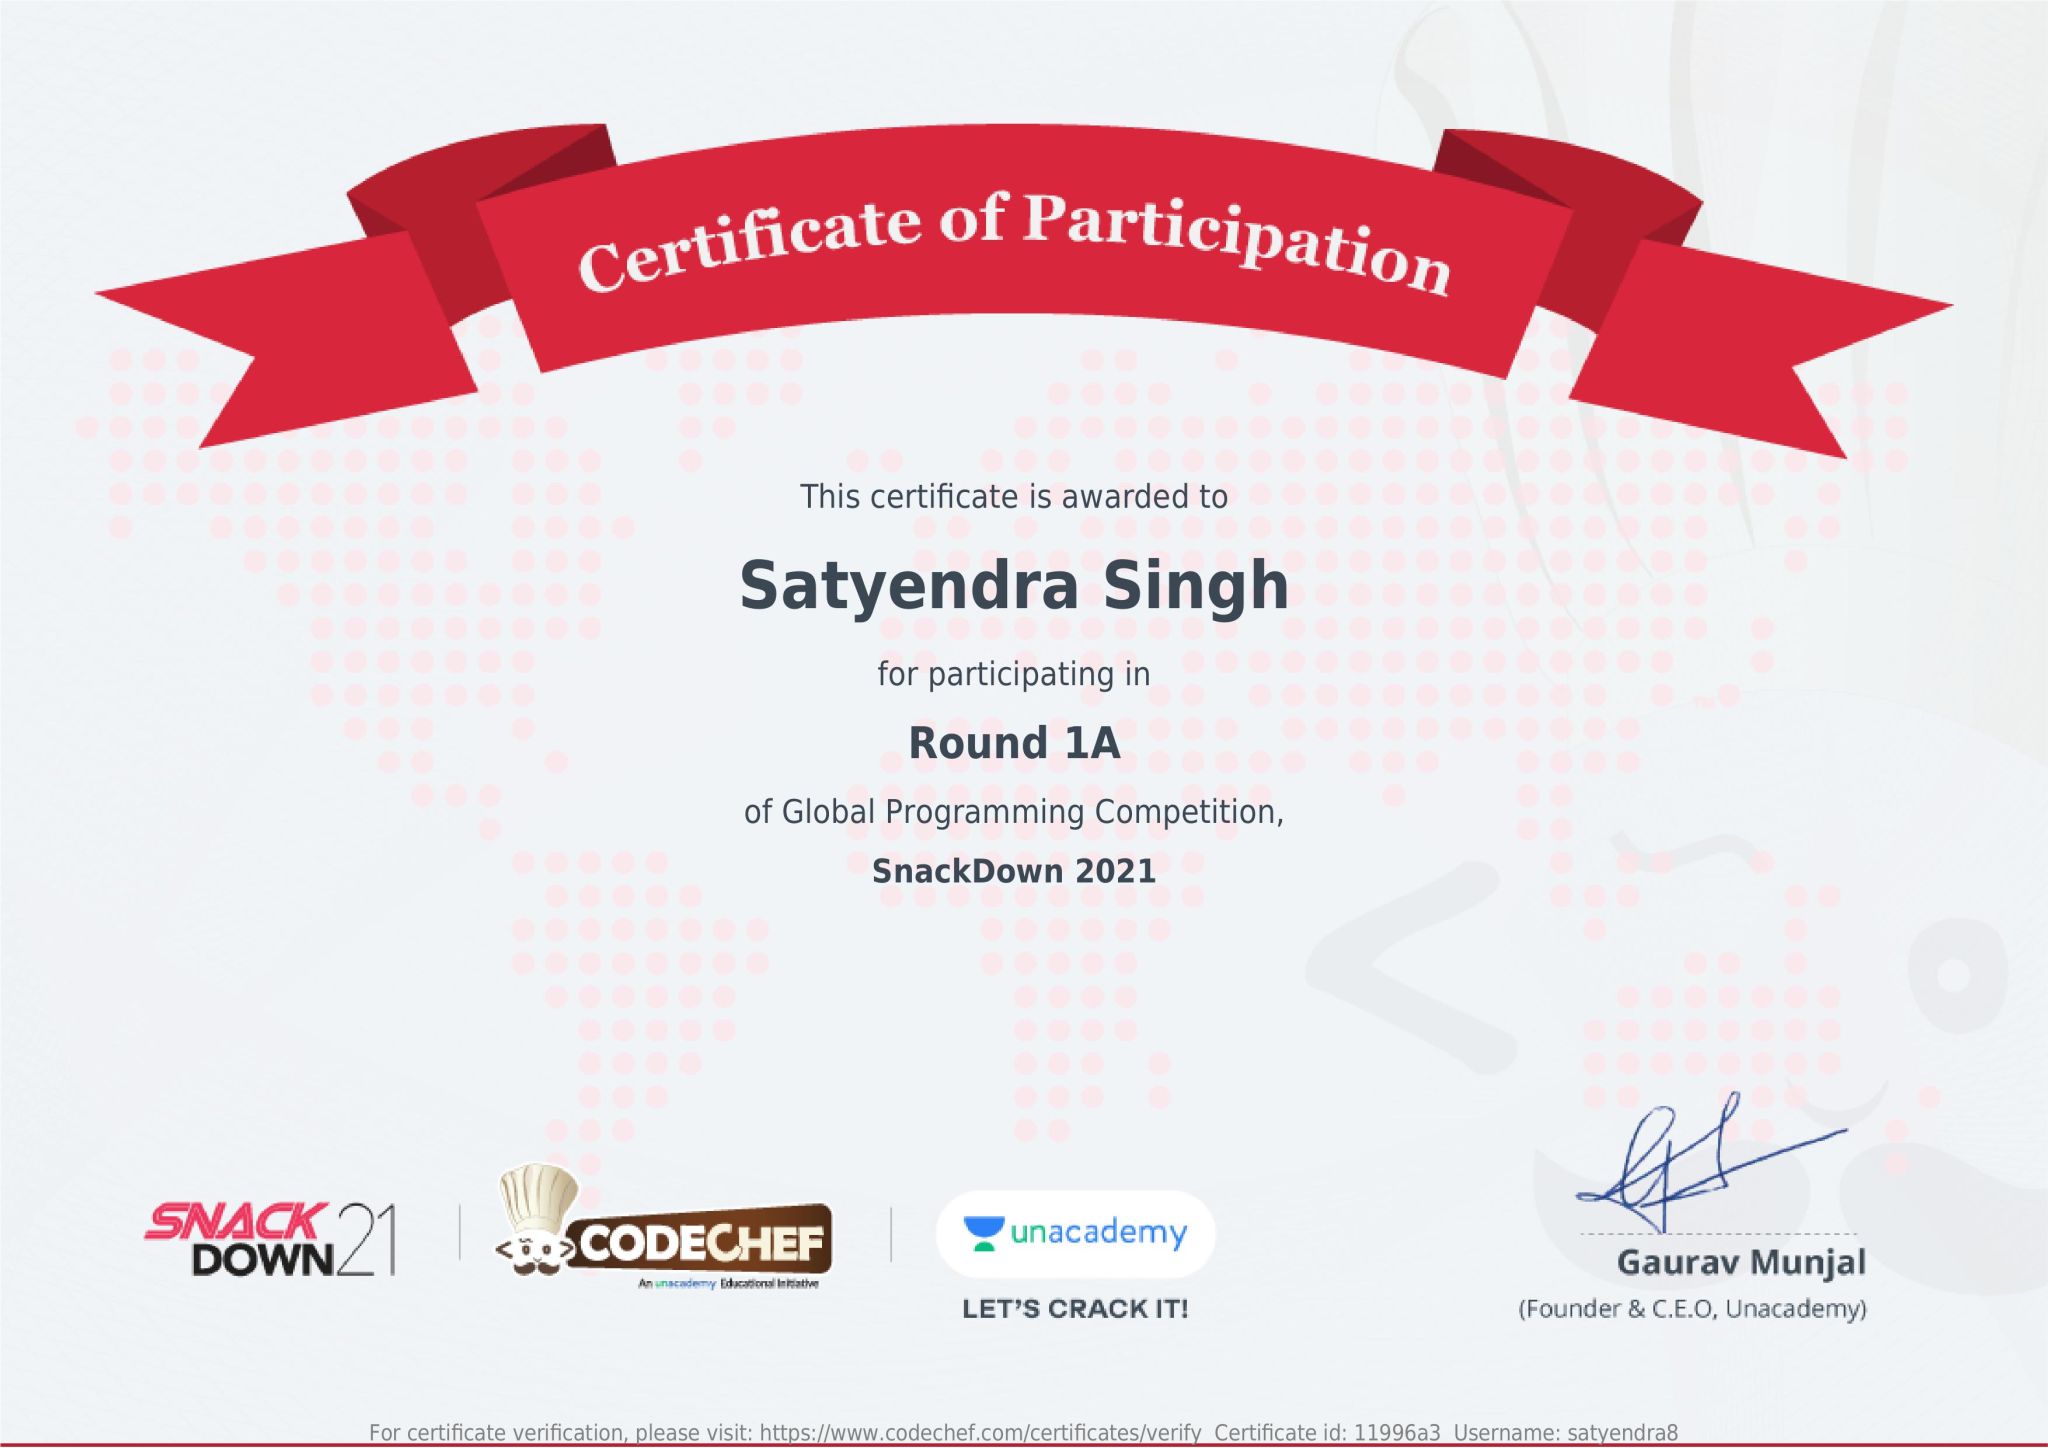 Certificate of Participation
This certificate is awarded to
Satyendra Singh
for participating in
Round 1A
of Global Programming Competition,
SnackDown 2021
SNACK
DOWN21
CODECHEF
An unacademy Educational Initiative
unacademy
LET'S CRACK IT!
Gaurav Munjal
(Founder & C.E.O, Unacademy)
For certificate verification, please visit: https://www.codechef.com/certificates/verify Certificate id: 11996a3 Username: satyendra8